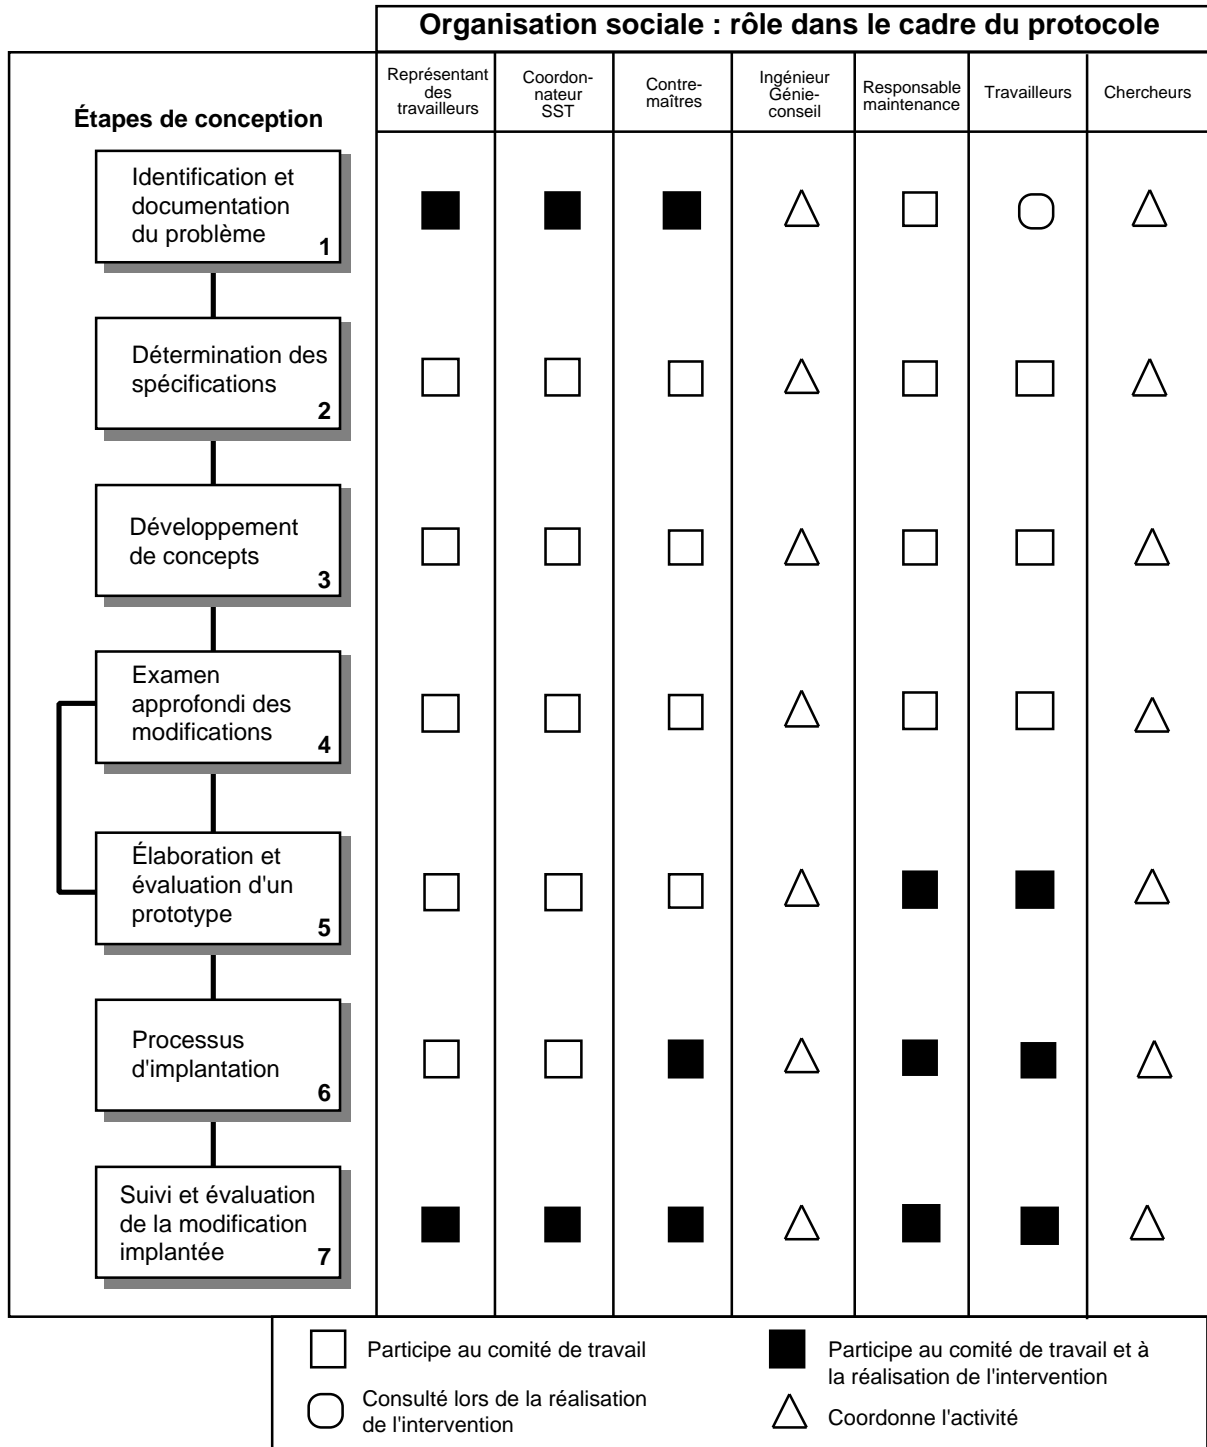 Organisation sociale : rôle dans le cadre du protocole
Étapes de conception
Représentant
des
travailleurs
Coordon-
nateur
SST
Contre-
maîtres
Ingénieur
Génie-
conseil
Responsable
maintenance
Travailleurs
Chercheurs
Identification et
documentation
du problème
1
Détermination des
spécifications
2
Développement
de concepts
3
Examen
approfondi des
modifications
4
Élaboration et
évaluation d'un
prototype
5
Processus
d'implantation
6
Suivi et évaluation
de la modification
implantée
7
Participe au comité de travail
Consulté lors de la réalisation
de l'intervention
Participe au comité de travail et à
la réalisation de l'intervention
Coordonne l'activité